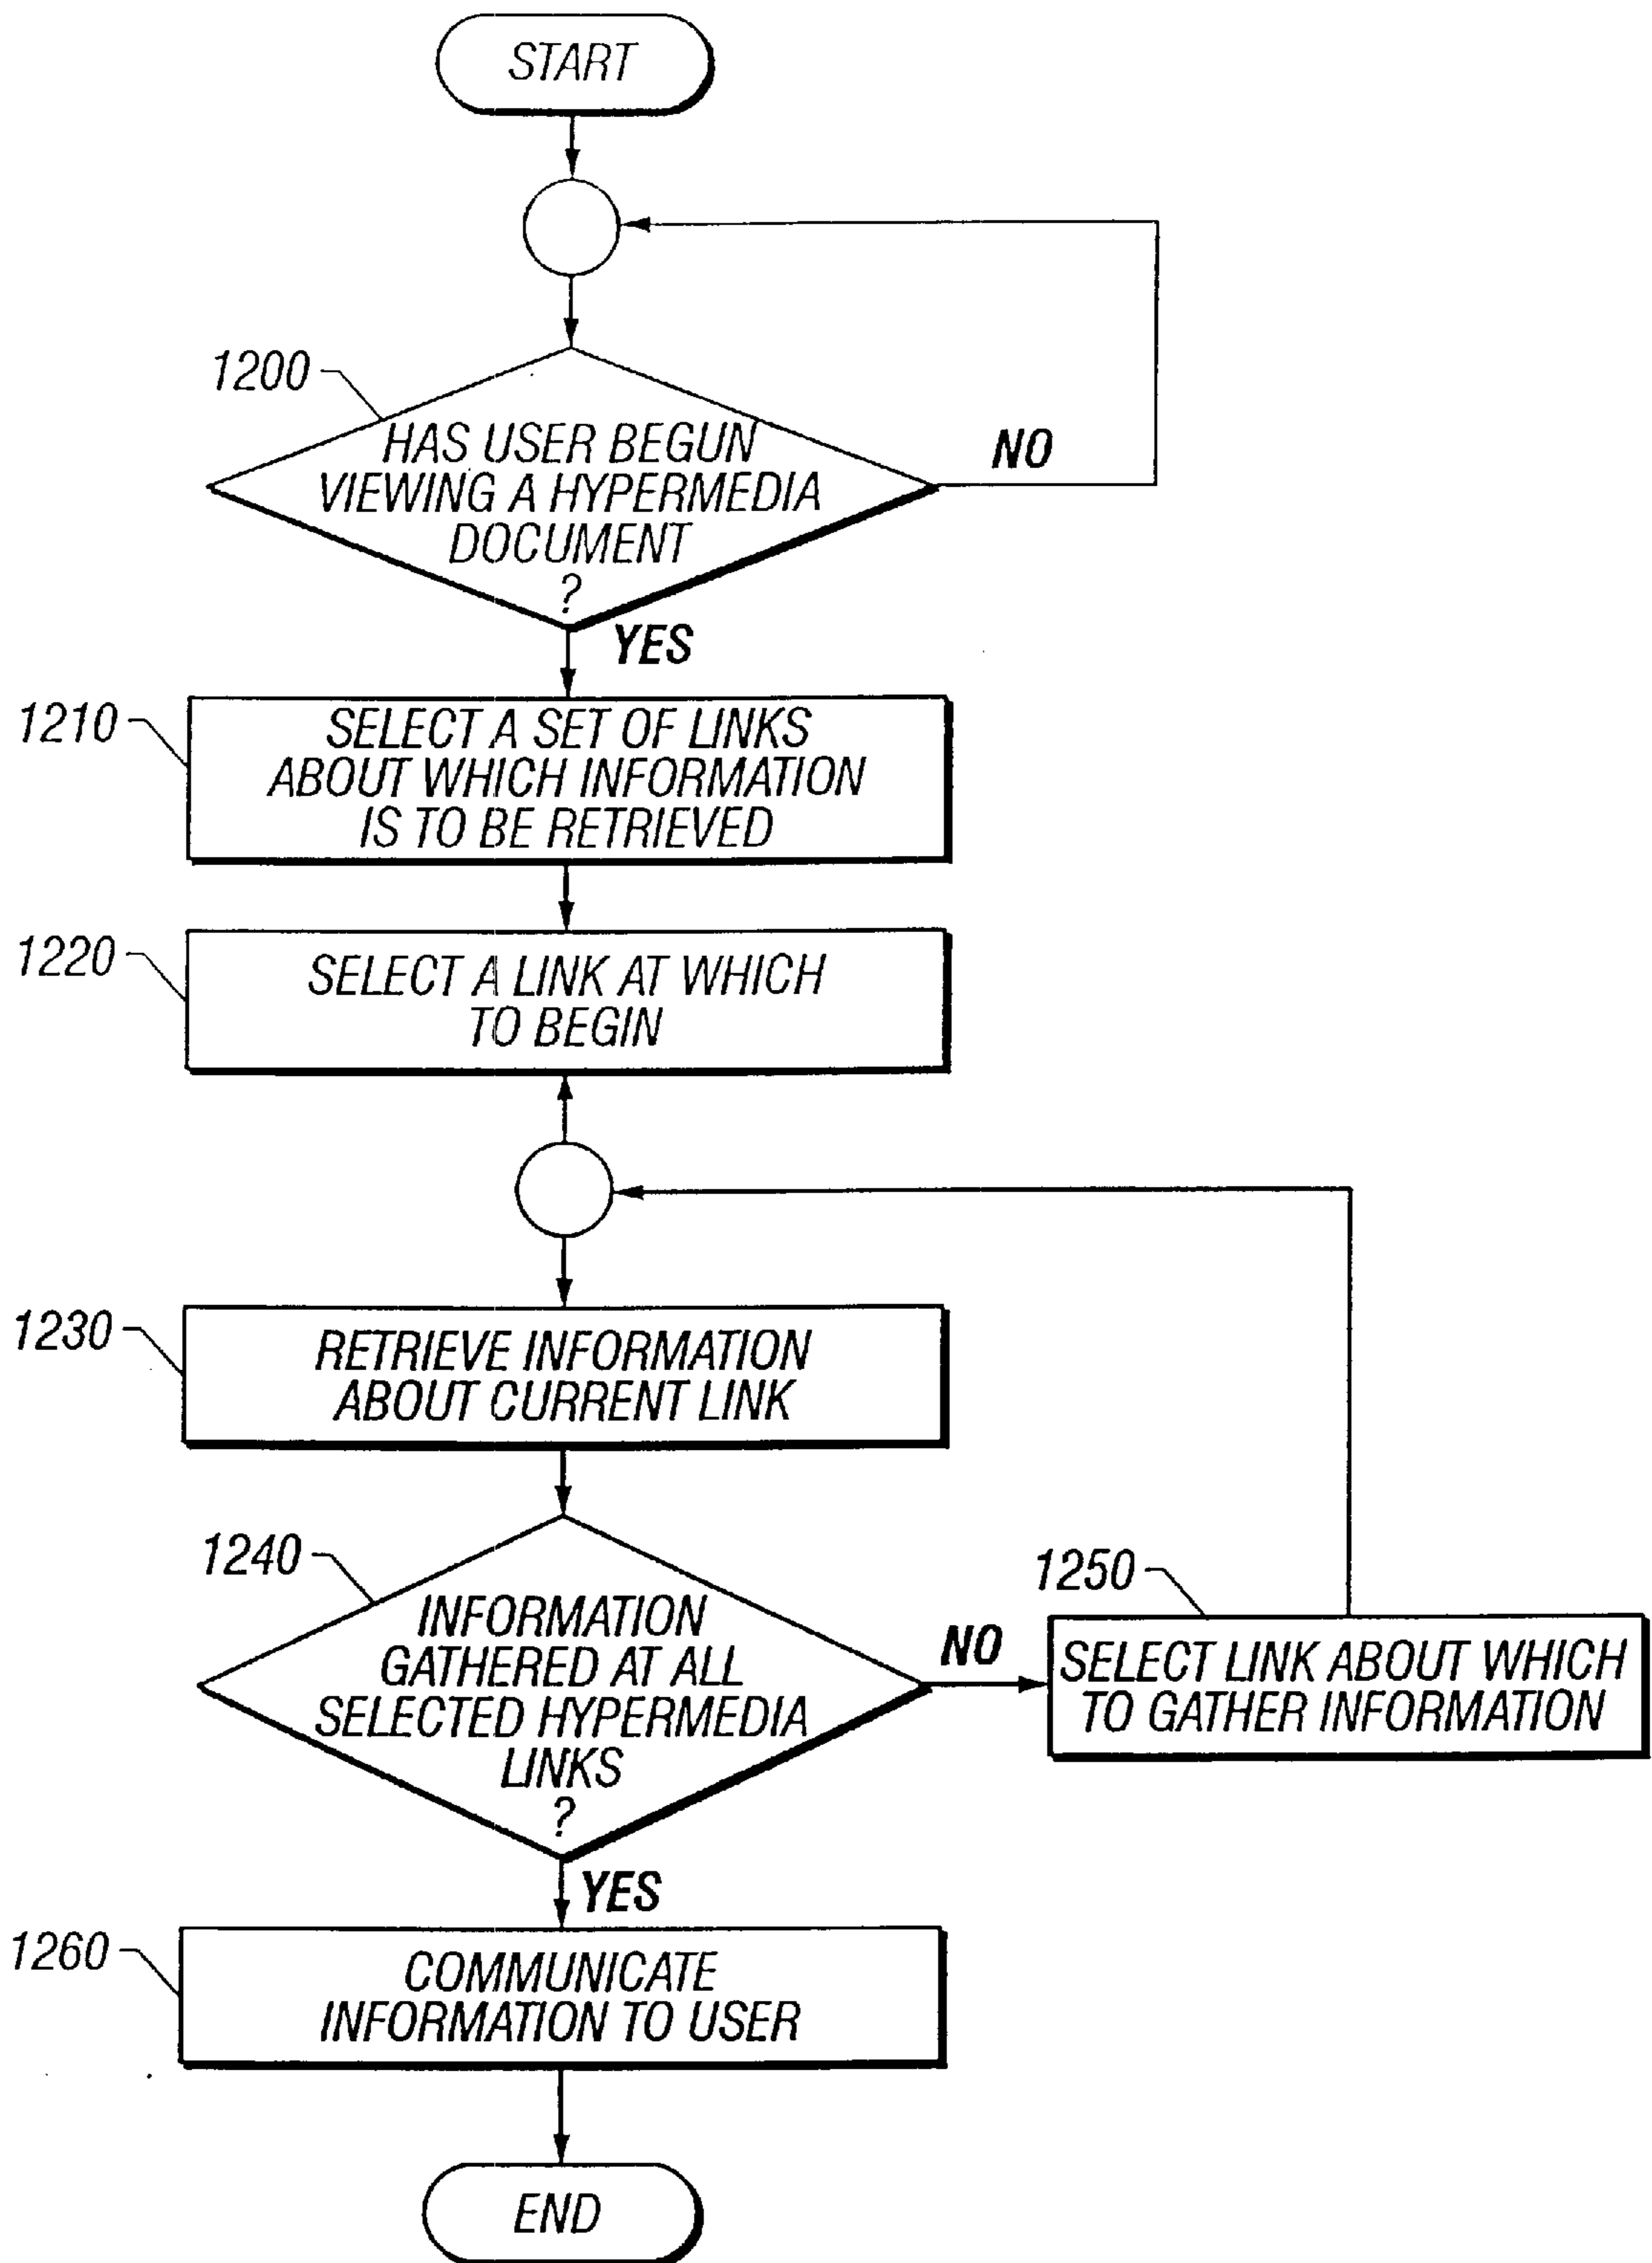 START
1200
HAS USER BEGUN
VIEWING A HYPERMEDIA
DOCUMENT
?
NO
YES
1210
SELECT A SET OF LINKS
ABOUT WHICH INFORMATION
IS TO BE RETRIEVED
1220
SELECT A LINK AT WHICH
TO BEGIN
1230
RETRIEVE INFORMATION
ABOUT CURRENT LINK
1240
INFORMATION
GATHERED AT ALL
SELECTED HYPERMEDIA
LINKS
?
NO
1250
SELECT LINK ABOUT WHICH
TO GATHER INFORMATION
YES
1260
COMMUNICATE
INFORMATION TO USER
END